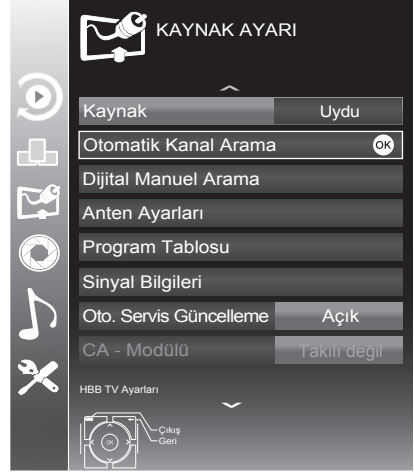 KAYNAK AYARI
Kaynak Uydu
Otomatik Kanal Arama OK
Dijital Manuel Arama
Anten Ayarları
Program Tablosu
Sinyal Bilgileri
Oto. Servis Güncelleme Açık
CA - Modülü Takılı değil
HBB TV Ayarları
Çıkış
OK Geri